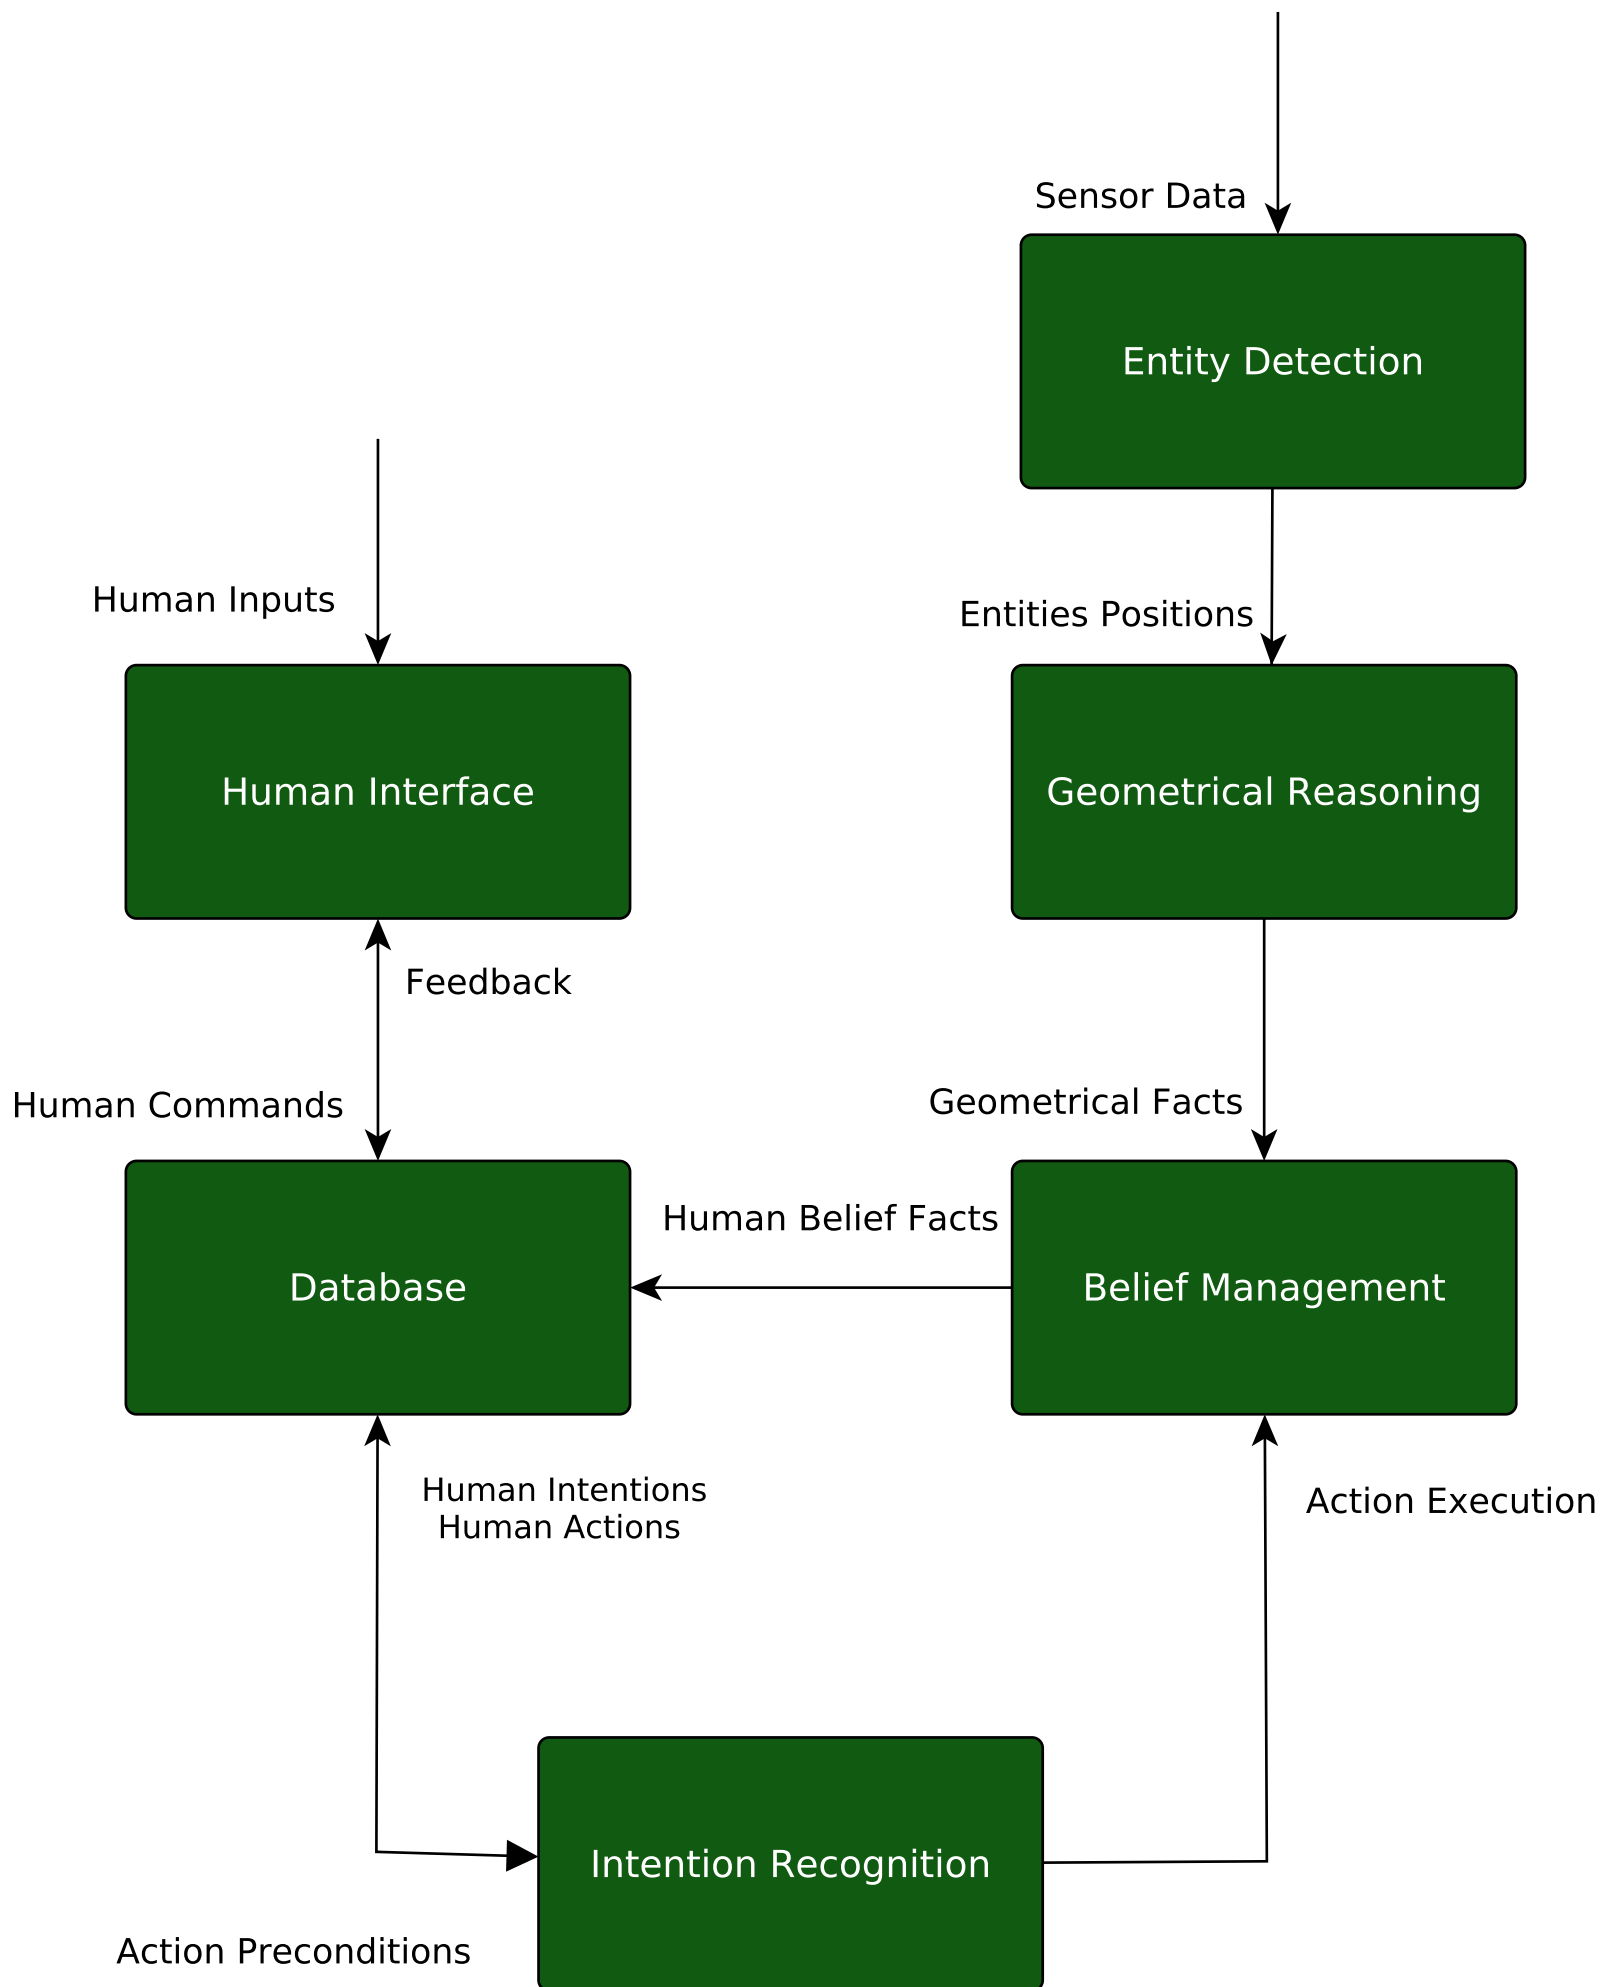 Sensor Data
Entity Detection
Human Inputs
Entities Positions
Human Interface
Geometrical Reasoning
Feedback
Human Commands
Geometrical Facts
Human Belief Facts
Database
Belief Management
Human Intentions
Human Actions
Action Execution
Intention Recognition
Action Preconditions